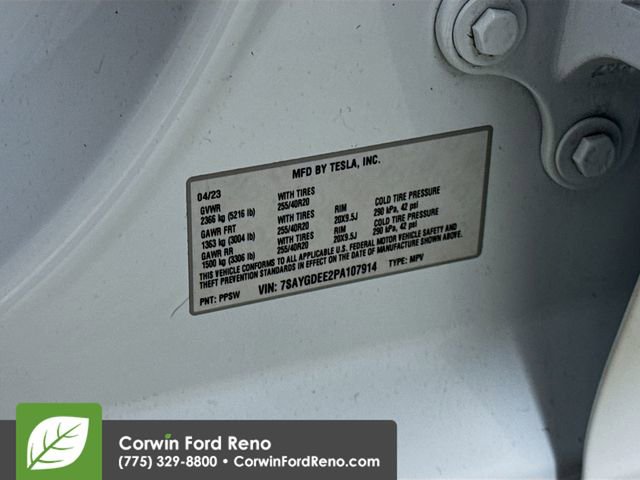 MFD BY TESLA, INC.
04/23
GVWR WITH TIRES RIM COLD TIRE PRESSURE
2366 kg (5216 lb) 255/40R20 20X9.5J 290 kPa, 42 psi
GAWR FRT WITH TIRES RIM COLD TIRE PRESSURE
1363 kg (3004 lb) 255/40R20 20X9.5J 290 kPa, 42 psi
GAWR RR WITH TIRES
1500 kg (3306 lb) 255/40R20
THIS VEHICLE CONFORMS TO ALL APPLICABLE U.S. FEDERAL MOTOR VEHICLE SAFETY AND
THEFT PREVENTION STANDARDS IN EFFECT ON THE DATE OF MANUFACTURE SHOWN ABOVE.
PNT: PPSW VIN: 7SAYGDEE2PA107914 TYPE: MPV
Corwin Ford Reno
(775) 329-8800 • CorwinFordReno.com